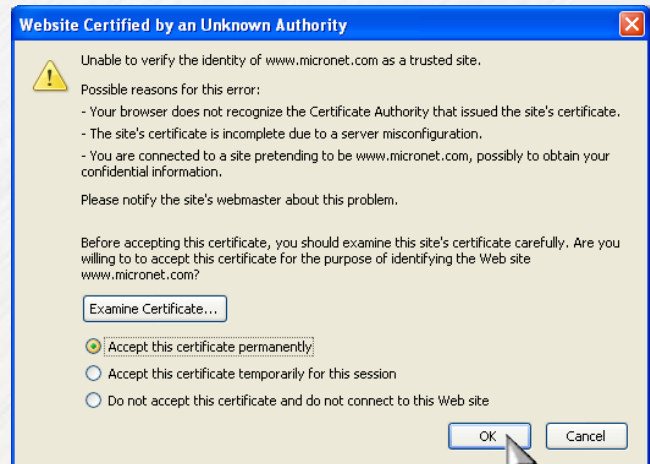 Website Certified by an Unknown Authority
Unable to verify the identity of www.micronet.com as a trusted site.
Possible reasons for this error:
- Your browser does not recognize the Certificate Authority that issued the site's certificate.
- The site's certificate is incomplete due to a server misconfiguration.
- You are connected to a site pretending to be www.micronet.com, possibly to obtain your
confidential information.
Please notify the site's webmaster about this problem.
Before accepting this certificate, you should examine this site's certificate carefully. Are you
willing to to accept this certificate for the purpose of identifying the Web site
www.micronet.com?
Examine Certificate...
Accept this certificate permanently
Accept this certificate temporarily for this session
Do not accept this certificate and do not connect to this Web site
OK Cancel